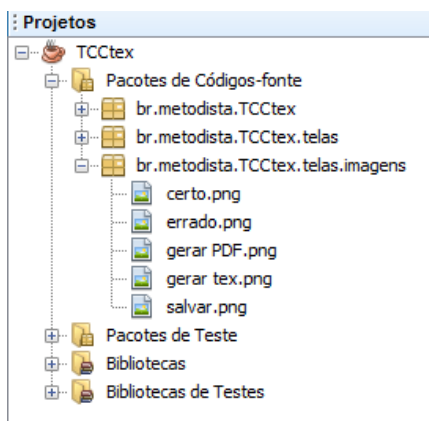 Projetos
TCCtex
Pacotes de Códigos-fonte
br.metodista.TCCtex
br.metodista.TCCtex.telas
br.metodista.TCCtex.telas.imagens
certo.png
errado.png
gerar PDF.png
gerar tex.png
salvar.png
Pacotes de Teste
Bibliotecas
Bibliotecas de Testes